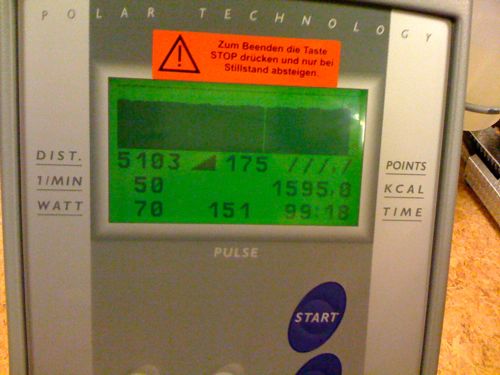 POLAR TECHNOLOGY
Zum Beenden die Taste
STOP drücken und nur bei
Stillstand absteigen.
DIST. 5103 175 ///,/ POINTS
1/MIN 50 1595,0 KCAL
WATT 70 151 99:18 TIME
PULSE
START